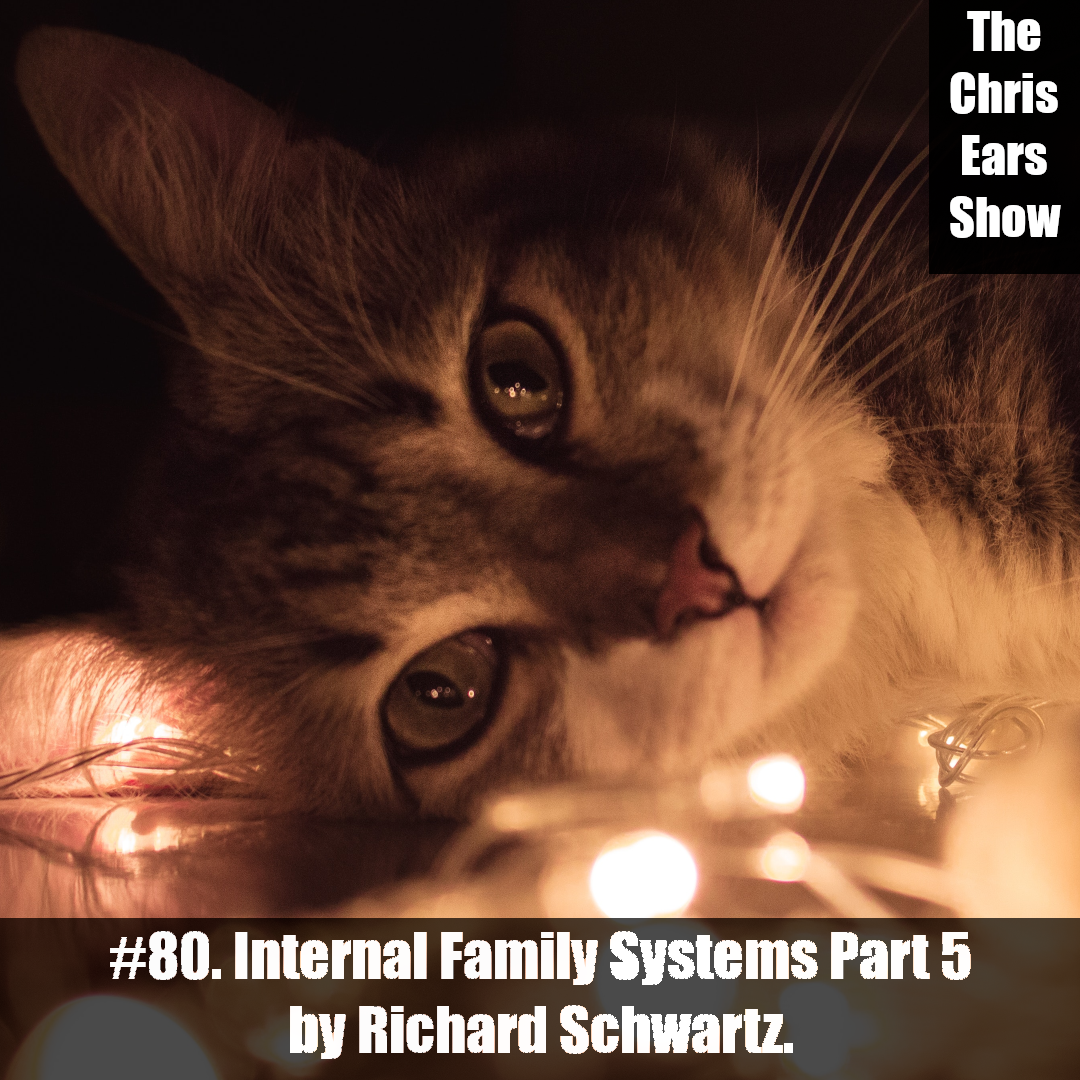 The
Chris
Ears
Show
#80. Internal Family Systems Part 5
by Richard Schwartz.